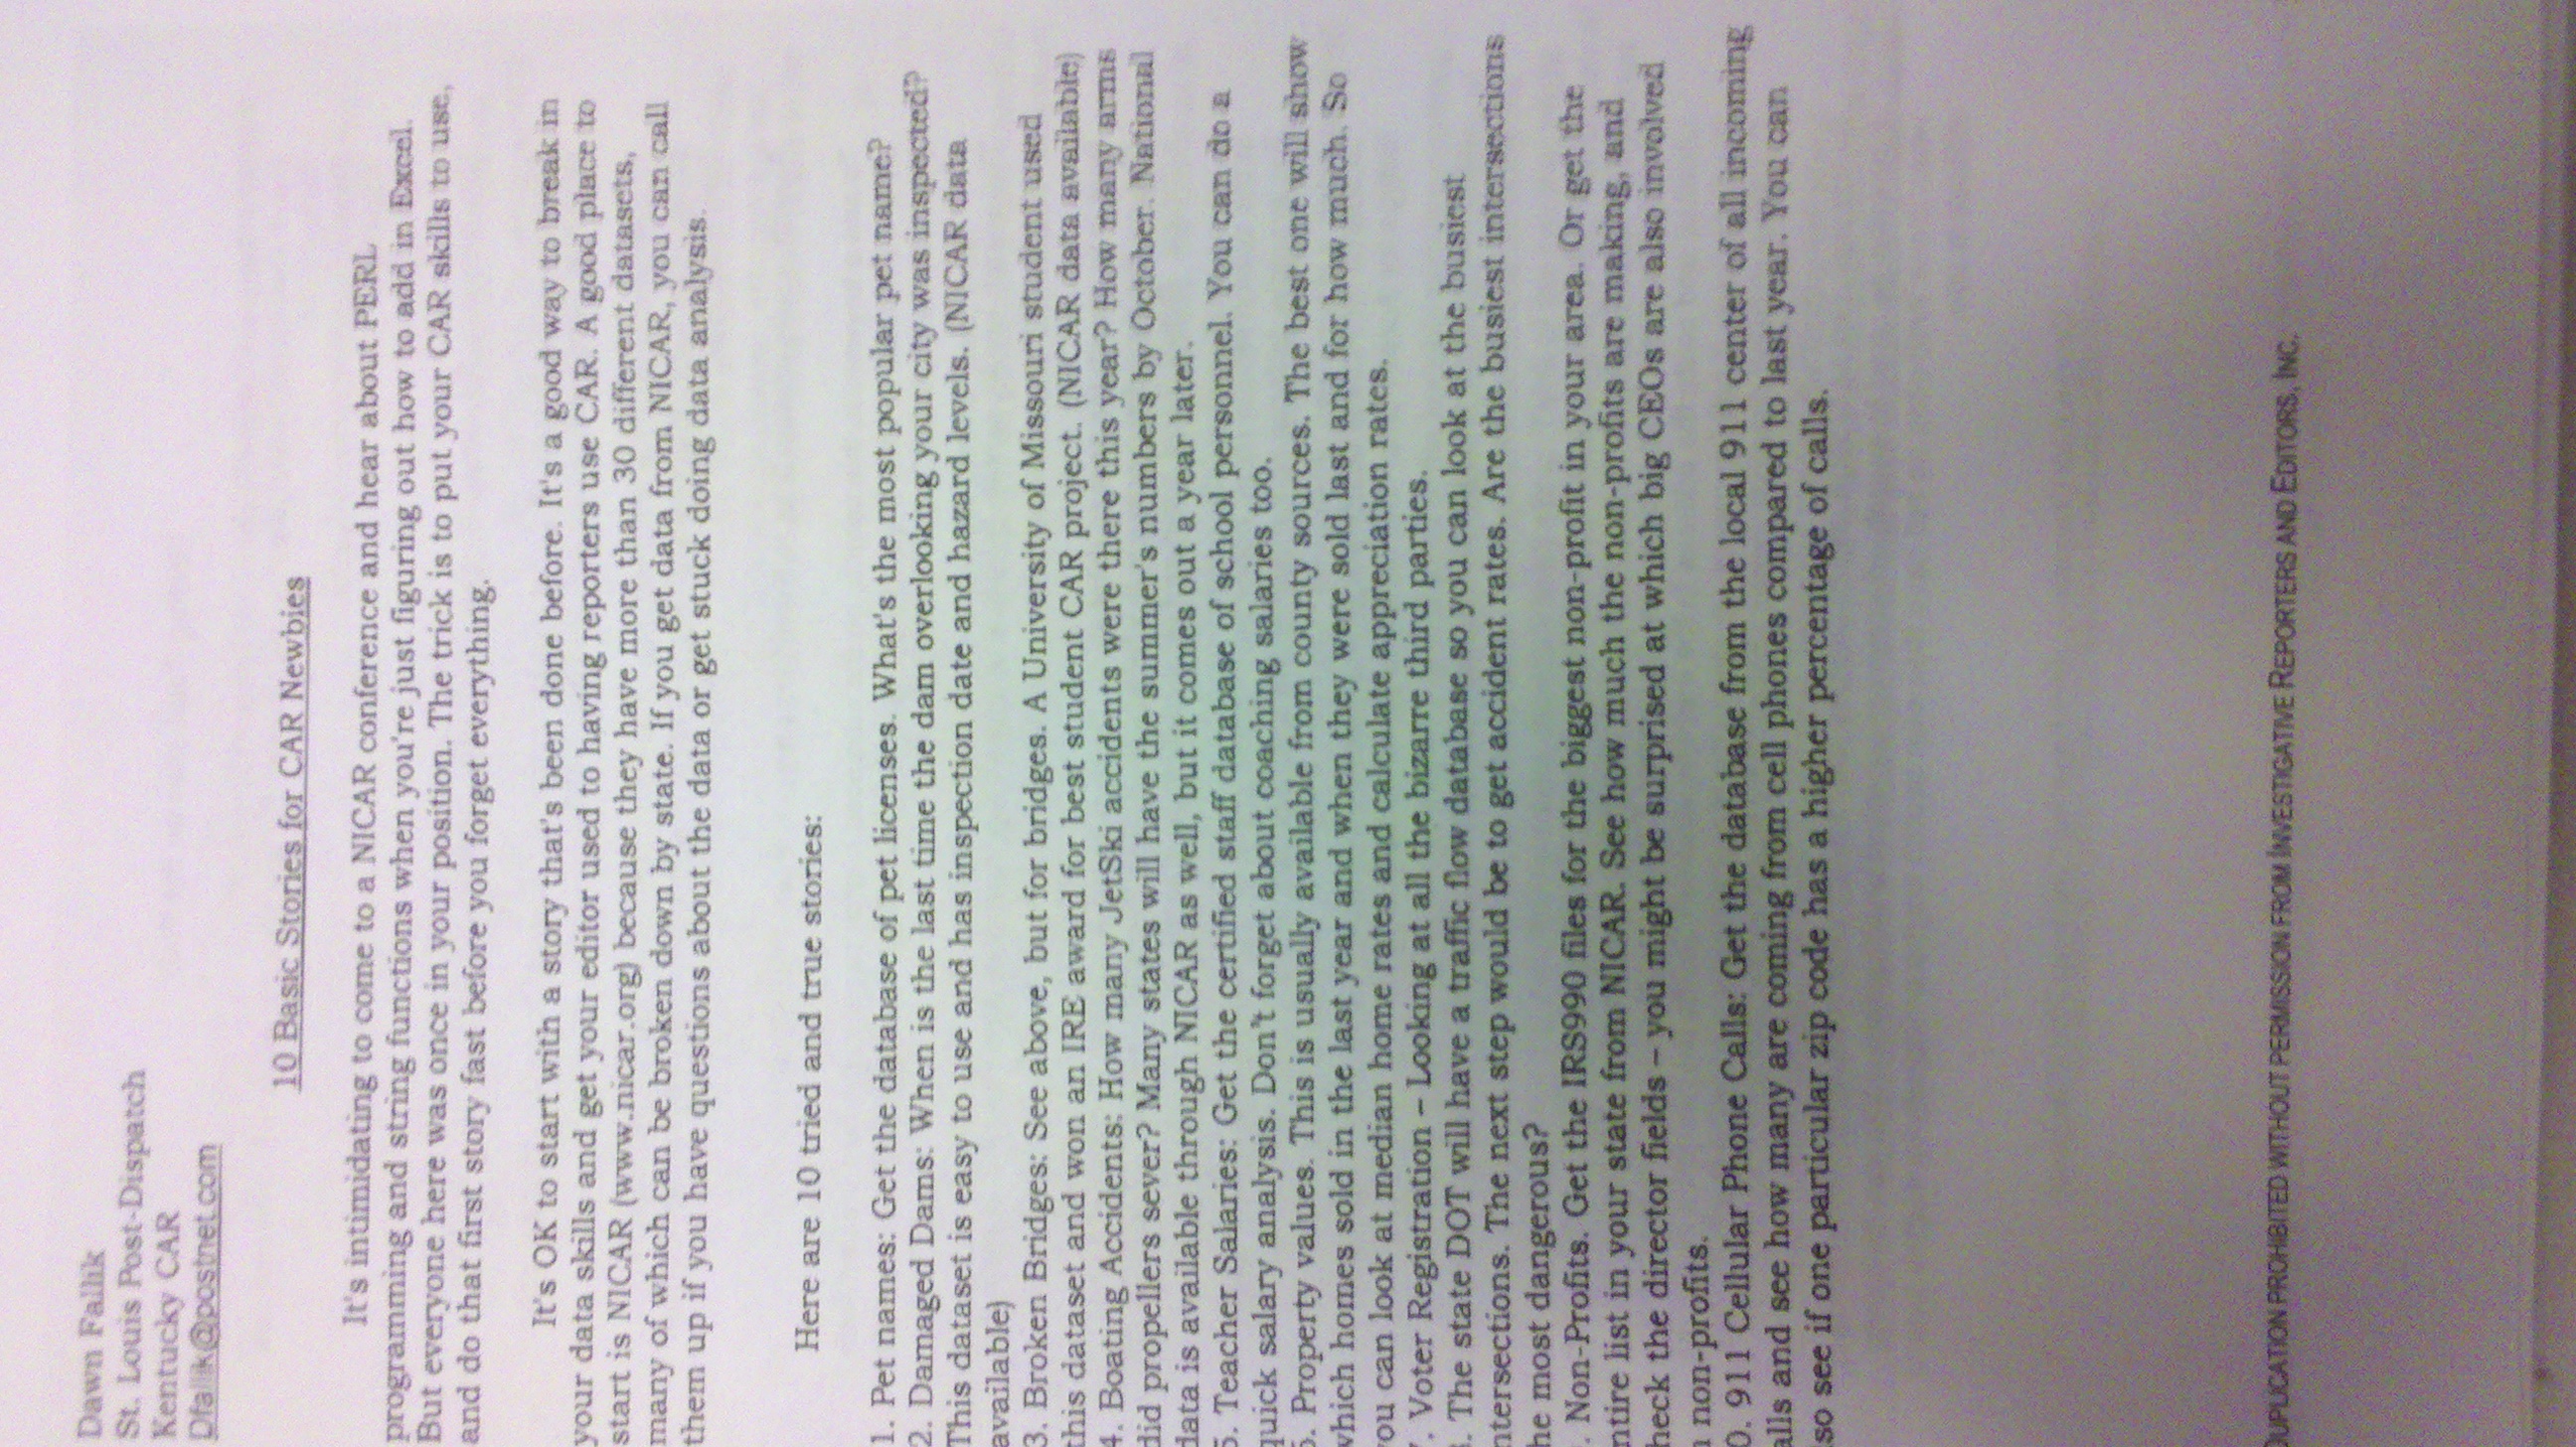 Dawn Fallik
St. Louis Post-Dispatch
Kentucky CAR
Dfallik@postnet.com
10 Basic Stories for CAR Newbies
It's intimidating to come to a NICAR conference and hear about PERL
programming and string functions when you're just figuring out how to add in Excel.
But everyone here was once in your position. The trick is to put your CAR skills to use,
and do that first story fast before you forget everything.
It's OK to start with a story that's been done before. It's a good way to break in
your data skills and get your editor used to having reporters use CAR. A good place to
start is NICAR (www.nicar.org) because they have more than 30 different datasets,
many of which can be broken down by state. If you get data from NICAR, you can call
them up if you have questions about the data or get stuck doing data analysis.
Here are 10 tried and true stories:
1. Pet names: Get the database of pet licenses. What's the most popular pet name?
2. Damaged Dams: When is the last time the dam overlooking your city was inspected?
This dataset is easy to use and has inspection date and hazard levels. (NICAR data
available)
3. Broken Bridges: See above, but for bridges. A University of Missouri student used
this dataset and won an IRE award for best student CAR project. (NICAR data available)
4. Boating Accidents: How many JetSki accidents were there this year? How many arms
did propellers sever? Many states will have the summer's numbers by October. National
data is available through NICAR as well, but it comes out a year later.
5. Teacher Salaries: Get the certified staff database of school personnel. You can do a
quick salary analysis. Don't forget about coaching salaries too.
6. Property values. This is usually available from county sources. The best one will show
which homes sold in the last year and when they were sold last and for how much. So
ou can look at median home rates and calculate appreciation rates.
. Voter Registration – Looking at all the bizarre third parties.
. The state DOT will have a traffic flow database so you can look at the busiest
ntersections. The next step would be to get accident rates. Are the busiest intersections
he most dangerous?
. Non-Profits. Get the IRS990 files for the biggest non-profit in your area. Or get the
ntire list in your state from NICAR. See how much the non-profits are making, and
heck the director fields – you might be surprised at which big CEOs are also involved
non-profits.
0. 911 Cellular Phone Calls: Get the database from the local 911 center of all incoming
alls and see how many are coming from cell phones compared to last year. You can
so see if one particular zip code has a higher percentage of calls.
DUPLICATION PROHIBITED WITHOUT PERMISSION FROM INVESTIGATIVE REPORTERS AND EDITORS, INC.